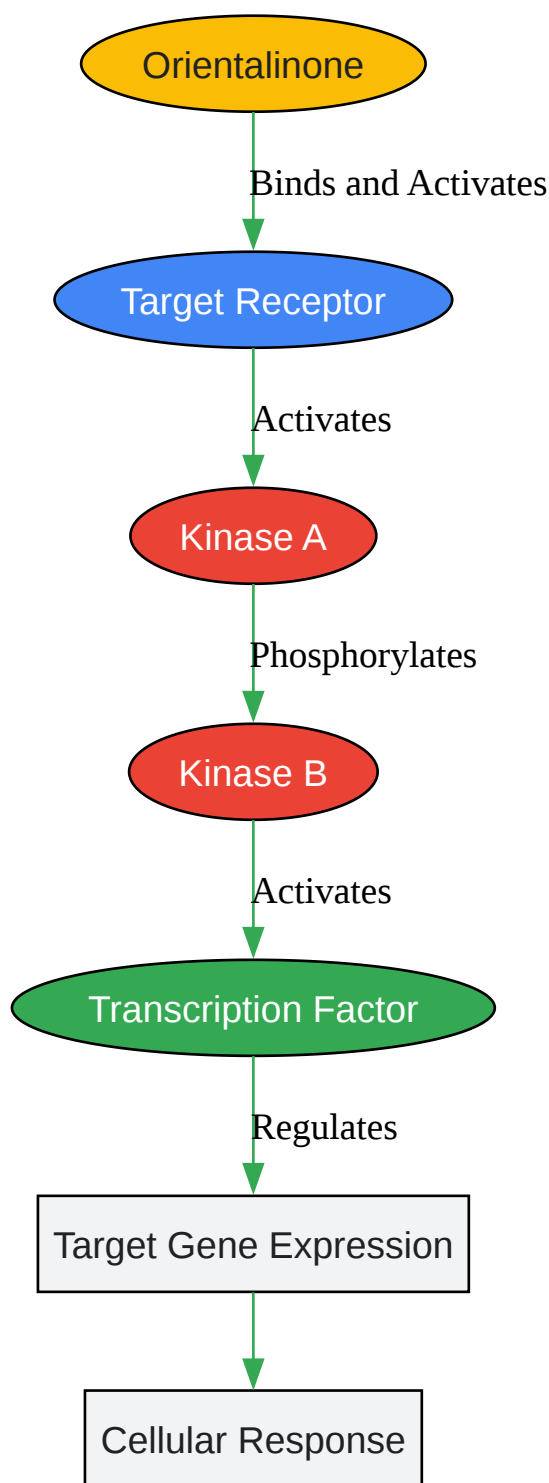 Orientalinone
Binds and Activates
Target Receptor
Activates
Kinase A
Phosphorylates
Kinase B
Activates
Transcription Factor
Regulates
Target Gene Expression
Cellular Response